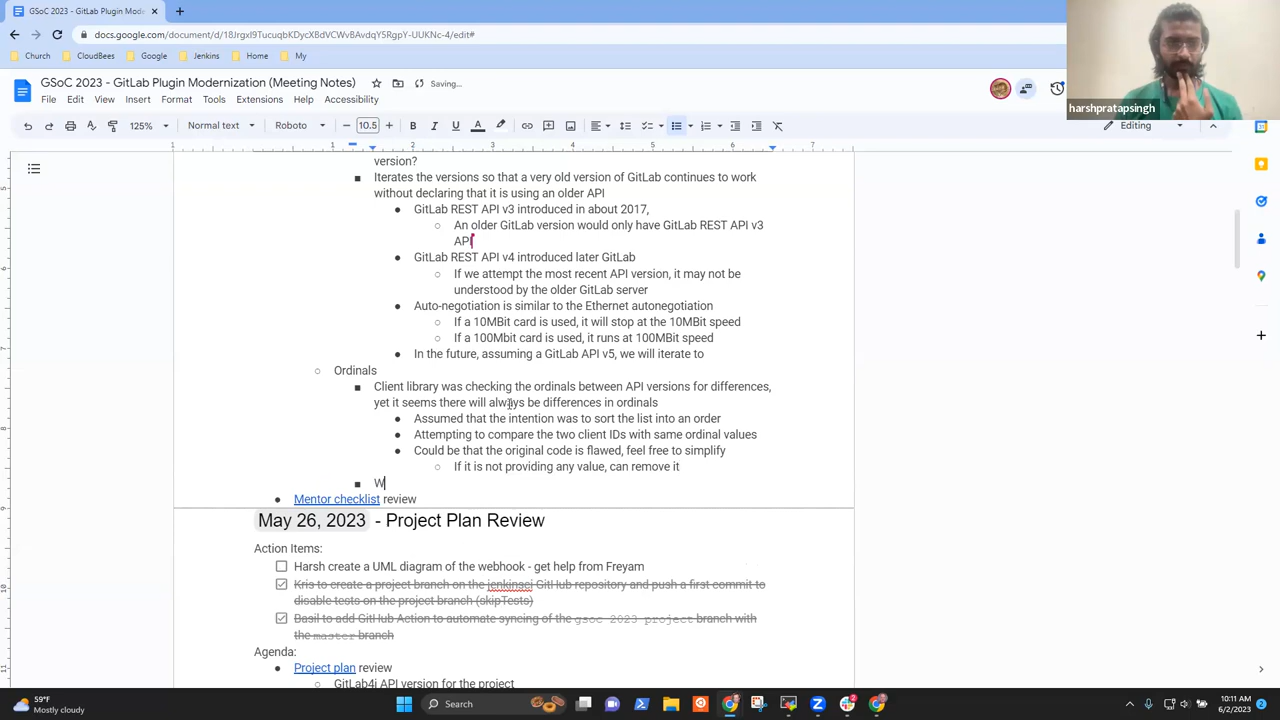 GSoC 2023 - GitLab Plugin Mo
docs.google.com/document/d/18Jrgxl9TucuqbKDycXBdVCWvBAvdqY5RgpY-UUKNc-4/edit#
Church CloudBees Google Jenkins Home My
harshpratapsingh
GSoC 2023 - GitLab Plugin Modernization (Meeting Notes) Saving...
File Edit View Insert Format Tools Extensions Accessibility
125% Normal text Roboto 10.5 Editing
1 1 2 3 4 5 6 7
version?
Iterates the versions so that a very old version of GitLab continues to work
without declaring that it is using an older API
GitLab REST API v3 introduced in about 2017,
An older GitLab version would only have GitLab REST API v3
API
GitLab REST API v4 introduced later GitLab
If we attempt the most recent API version, it may not be
understood by the older GitLab server
Auto-negotiation is similar to the Ethernet autonegotiation
If a 10MBit card is used, it will stop at the 10MBit speed
If a 100Mbit card is used, it runs at 100MBit speed
In the future, assuming a GitLab API v5, we will iterate to
Ordinals
Client library was checking the ordinals between API versions for differences,
yet it seems there will always be differences in ordinals
Assumed that the intention was to sort the list into an order
Attempting to compare the two client IDs with same ordinal values
Could be that the original code is flawed, feel free to simplify
If it is not providing any value, can remove it
W
Mentor checklist review
May 26, 2023 - Project Plan Review
Action Items:
Harsh create a UML diagram of the webhook - get help from Freyam
Kris to create a project branch on the jenkinsci GitHub repository and push a first commit to
disable tests on the project branch (skipTests)
Basil to add GitHub Action to automate syncing of the gsoc-2023-project branch with
the master branch
Agenda:
Project plan review
GitLab4j API version for the project
59°F
Mostly cloudy
Search
10:11 AM
6/2/2023